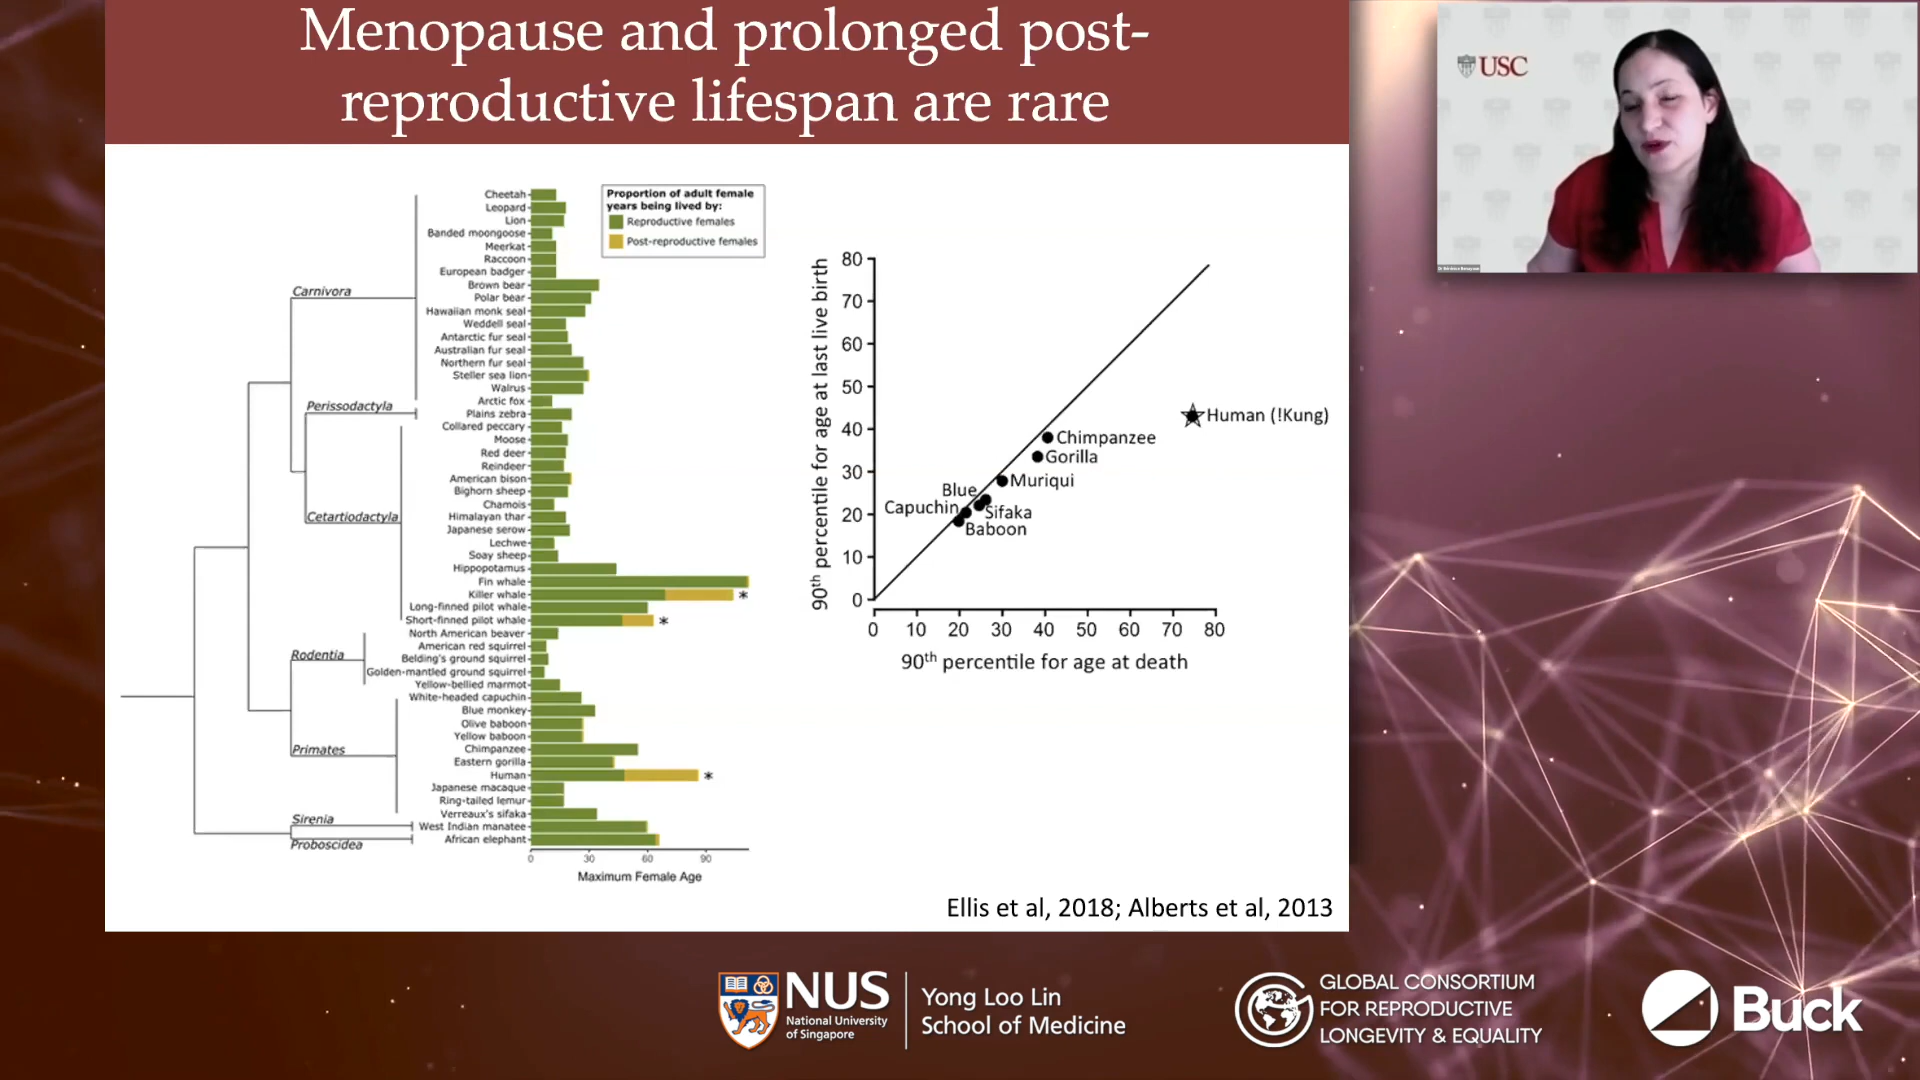 Menopause and prolonged post-
reproductive lifespan are rare
USC
Cheetah
Leopard
Lion
Banded moongoose
Meerkat
Raccoon
European badger
Brown bear
Polar bear
Hawaiian monk seal
Weddell seal
Antarctic fur seal
Australian fur seal
Northern fur seal
Steller sea lion
Walrus
Arctic fox
Plains zebra
Collared peccary
Moose
Red deer
Reindeer
American bison
Bighorn sheep
Chamois
Himalayan thar
Japanese serow
Lechwe
Soay sheep
Hippopotamus
Fin whale
Killer whale *
Long-finned pilot whale
Short-finned pilot whale *
North American beaver
American red squirrel
Belding's ground squirrel
Golden-mantled ground squirrel
Yellow-bellied marmot
White-headed capuchin
Blue monkey
Olive baboon
Yellow baboon
Chimpanzee
Eastern gorilla
Human *
Japanese macaque
Ring-tailed lemur
Verreaux's sifaka
West Indian manatee
African elephant
Carnivora
Perissodactyla
Cetartiodactyla
Rodentia
Primates
Sirenia
Proboscidea
0 30 60 90
Maximum Female Age
Proportion of adult female
years being lived by:
Reproductive females
Post-reproductive females
90th percentile for age at last live birth
80
70
60
50
40
30
20
10
0
Human (!Kung)
Chimpanzee
Gorilla
Muriqui
Blue
Capuchin
Sifaka
Baboon
0 10 20 30 40 50 60 70 80
90th percentile for age at death
Ellis et al, 2018; Alberts et al, 2013
NUS
National University
of Singapore
Yong Loo Lin
School of Medicine
GLOBAL CONSORTIUM
FOR REPRODUCTIVE
LONGEVITY & EQUALITY
Buck